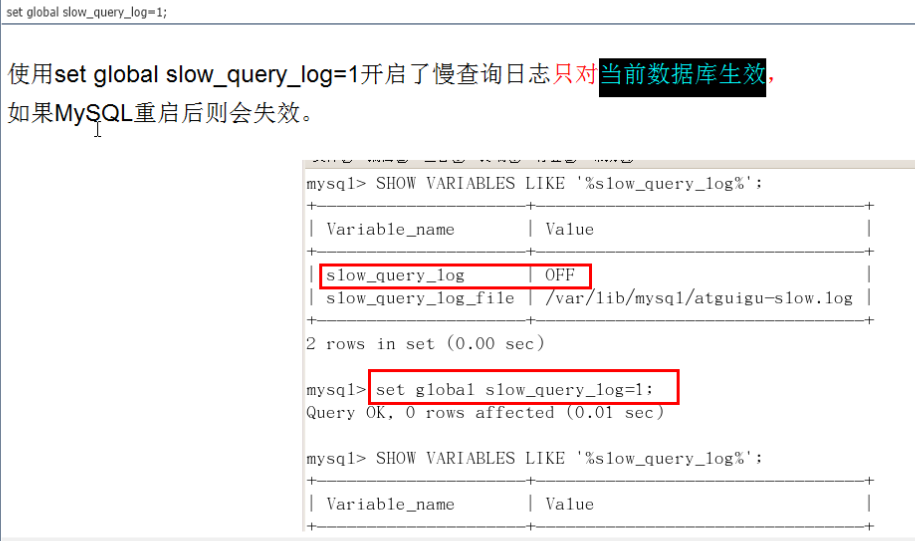 set global slow_query_log=1;
使用set global slow_query_log=1开启了慢查询日志只对当前数据库生效，
如果MySQL重启后则会失效。
mysql> SHOW VARIABLES LIKE '%slow_query_log%';
+---------------------+--------------------------------+
| Variable_name | Value |
+---------------------+--------------------------------+
| slow_query_log | OFF |
| slow_query_log_file | /var/lib/mysql/atguigu-slow.log |
+---------------------+--------------------------------+
2 rows in set (0.00 sec)
mysql> set global slow_query_log=1;
Query OK, 0 rows affected (0.01 sec)
mysql> SHOW VARIABLES LIKE '%slow_query_log%';
+---------------------+--------------------------------+
| Variable_name | Value |
+---------------------+--------------------------------+